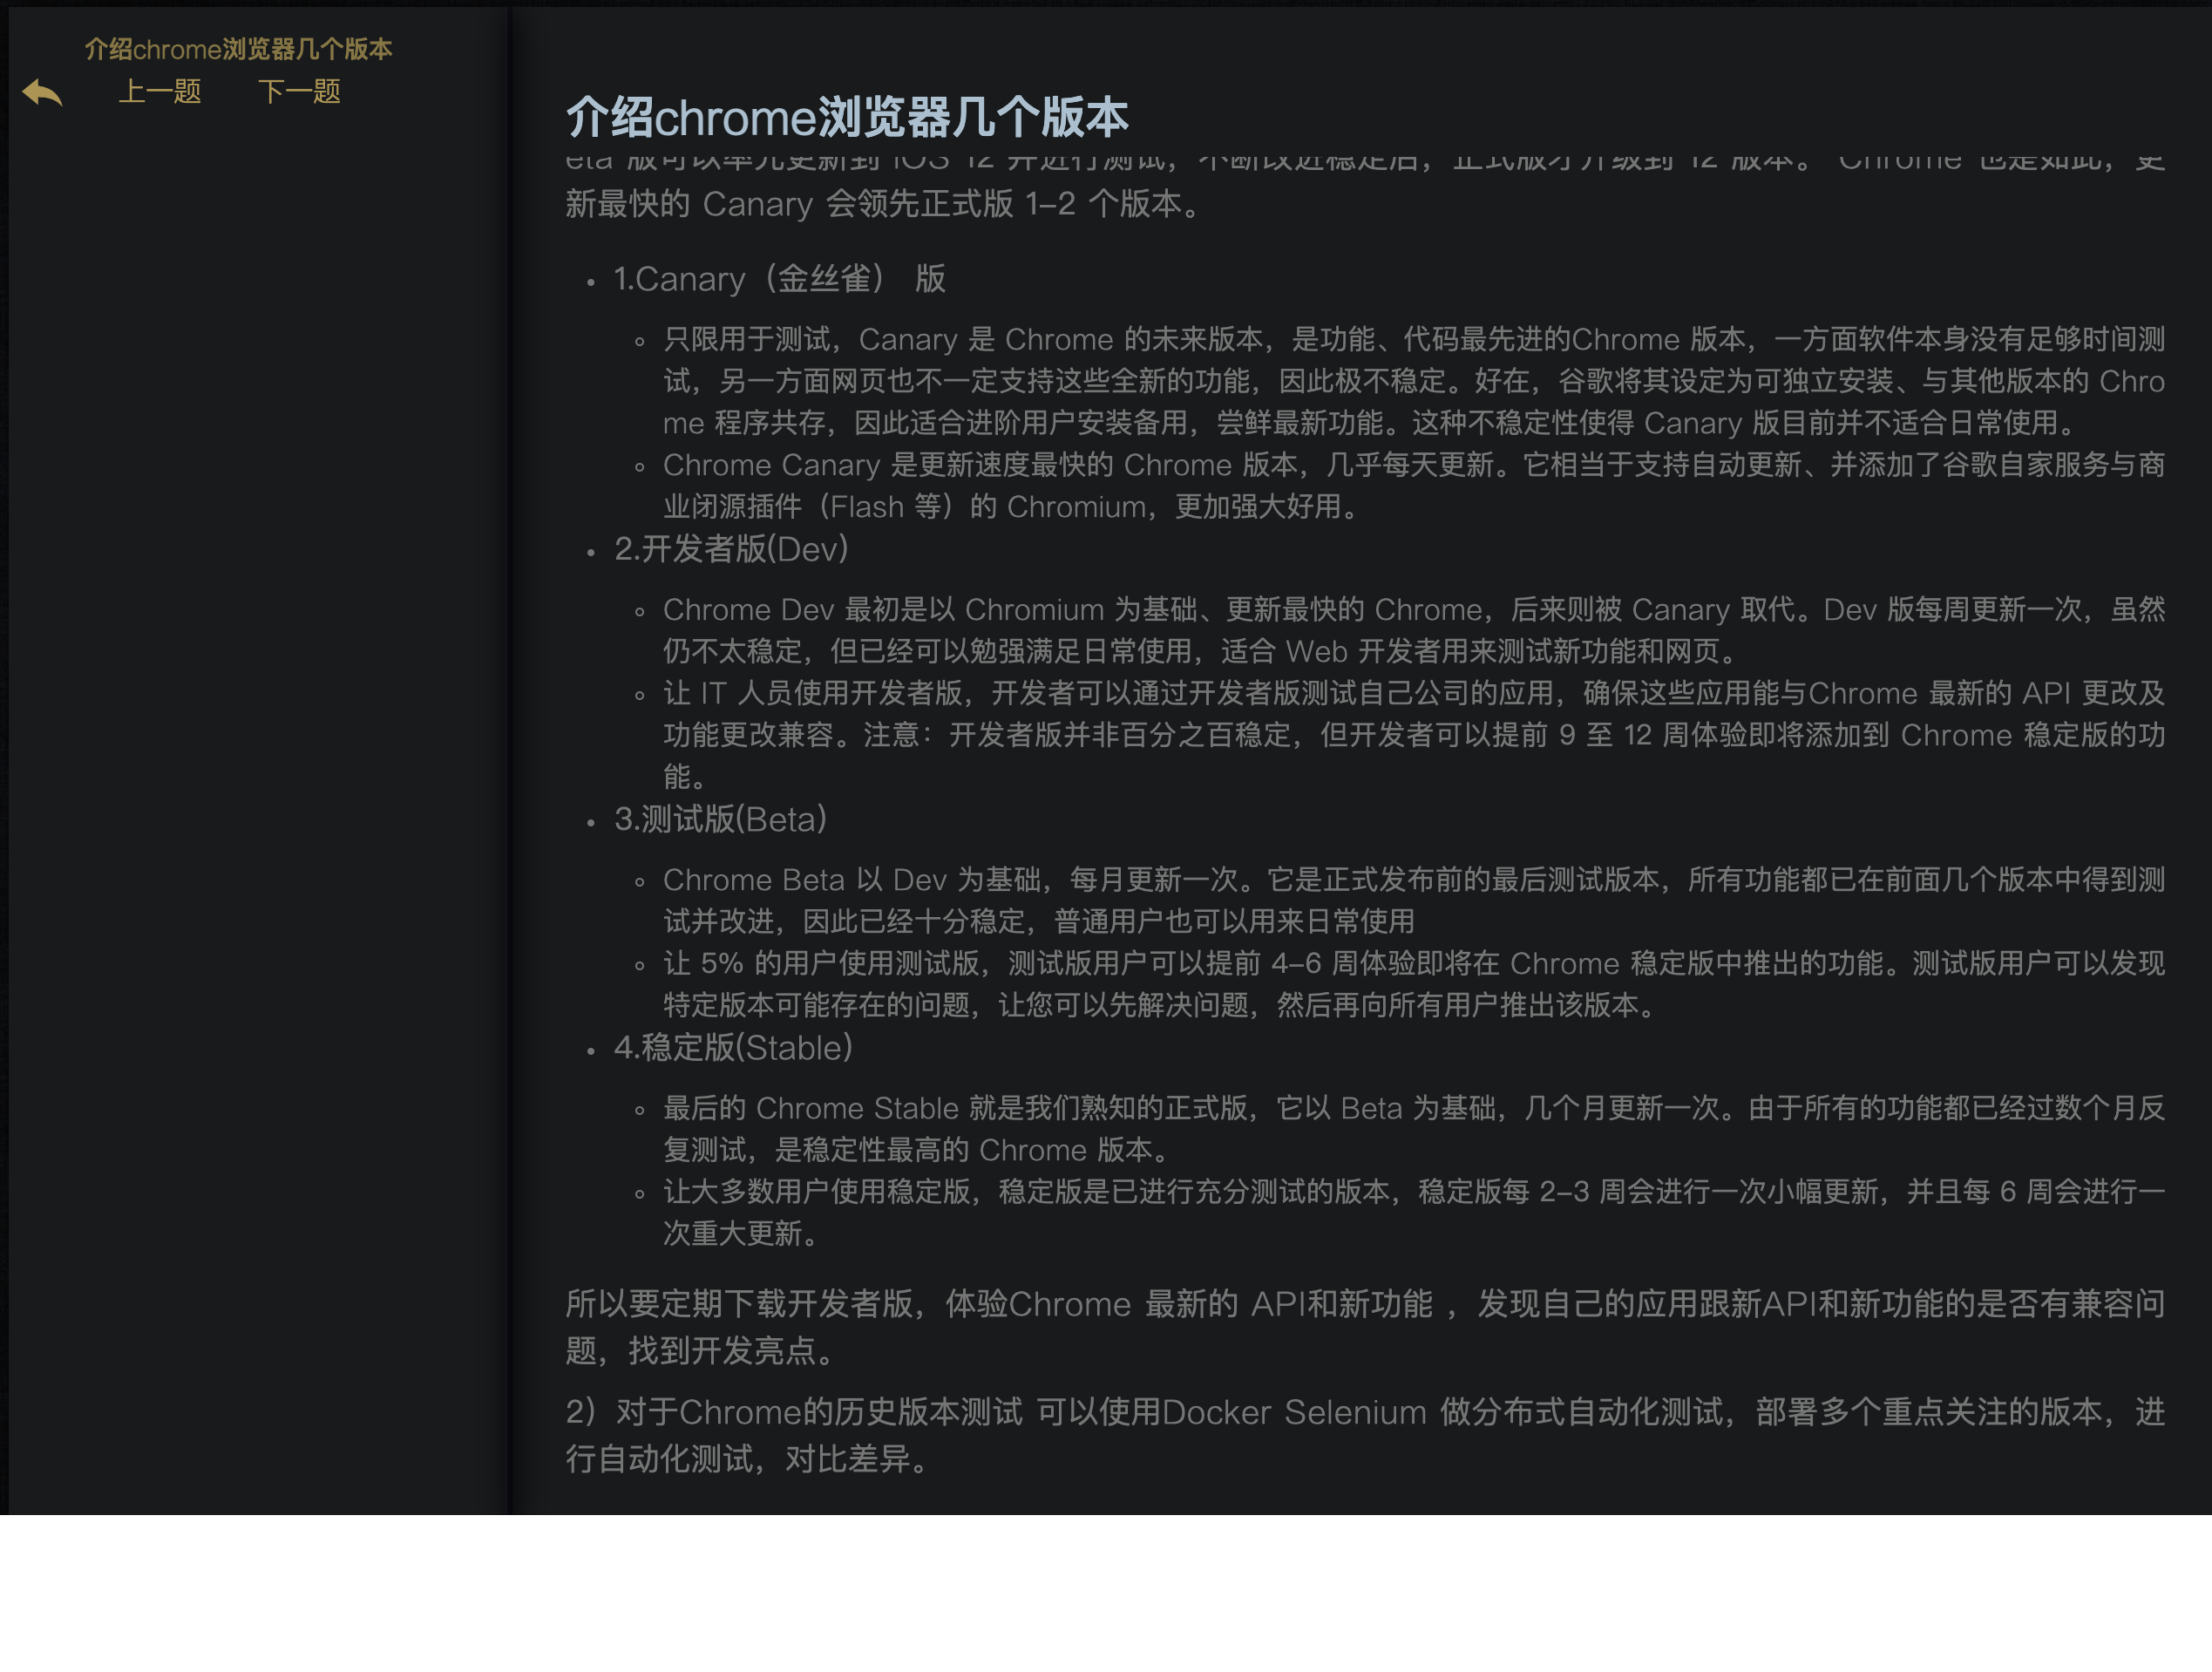 介绍chrome浏览器几个版本
上一题 下一题
介绍chrome浏览器几个版本
eta 版可以率先更新到 iOS 12 并进行测试，不断改进稳定后，正式版才升级到 12 版本。 Chrome 也是如此，更
新最快的 Canary 会领先正式版 1-2 个版本。
• 1.Canary（金丝雀） 版
◦ 只限用于测试，Canary 是 Chrome 的未来版本，是功能、代码最先进的Chrome 版本，一方面软件本身没有足够时间测
试，另一方面网页也不一定支持这些全新的功能，因此极不稳定。好在，谷歌将其设定为可独立安装、与其他版本的 Chro
me 程序共存，因此适合进阶用户安装备用，尝鲜最新功能。这种不稳定性使得 Canary 版目前并不适合日常使用。
◦ Chrome Canary 是更新速度最快的 Chrome 版本，几乎每天更新。它相当于支持自动更新、并添加了谷歌自家服务与商
业闭源插件（Flash 等）的 Chromium，更加强大好用。
• 2.开发者版(Dev)
◦ Chrome Dev 最初是以 Chromium 为基础、更新最快的 Chrome，后来则被 Canary 取代。Dev 版每周更新一次，虽然
仍不太稳定，但已经可以勉强满足日常使用，适合 Web 开发者用来测试新功能和网页。
◦ 让 IT 人员使用开发者版，开发者可以通过开发者版测试自己公司的应用，确保这些应用能与Chrome 最新的 API 更改及
功能更改兼容。注意：开发者版并非百分之百稳定，但开发者可以提前 9 至 12 周体验即将添加到 Chrome 稳定版的功
能。
• 3.测试版(Beta)
◦ Chrome Beta 以 Dev 为基础，每月更新一次。它是正式发布前的最后测试版本，所有功能都已在前面几个版本中得到测
试并改进，因此已经十分稳定，普通用户也可以用来日常使用
◦ 让 5% 的用户使用测试版，测试版用户可以提前 4-6 周体验即将在 Chrome 稳定版中推出的功能。测试版用户可以发现
特定版本可能存在的问题，让您可以先解决问题，然后再向所有用户推出该版本。
• 4.稳定版(Stable)
◦ 最后的 Chrome Stable 就是我们熟知的正式版，它以 Beta 为基础，几个月更新一次。由于所有的功能都已经过数个月反
复测试，是稳定性最高的 Chrome 版本。
◦ 让大多数用户使用稳定版，稳定版是已进行充分测试的版本，稳定版每 2-3 周会进行一次小幅更新，并且每 6 周会进行一
次重大更新。
所以要定期下载开发者版，体验Chrome 最新的 API和新功能 ，发现自己的应用跟新API和新功能的是否有兼容问
题，找到开发亮点。
2）对于Chrome的历史版本测试 可以使用Docker Selenium 做分布式自动化测试，部署多个重点关注的版本，进
行自动化测试，对比差异。